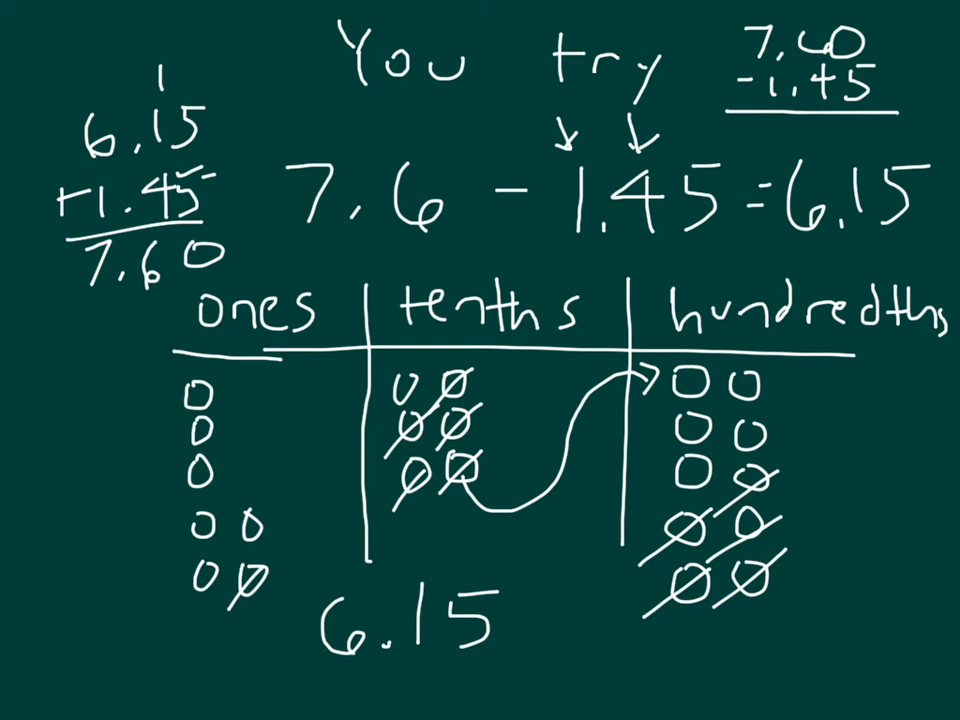 You try
7.60
-1.45
1
6.15
+1.45
7.60
7.6 - 1.45 = 6.15
ones tenths hundredths
6.15